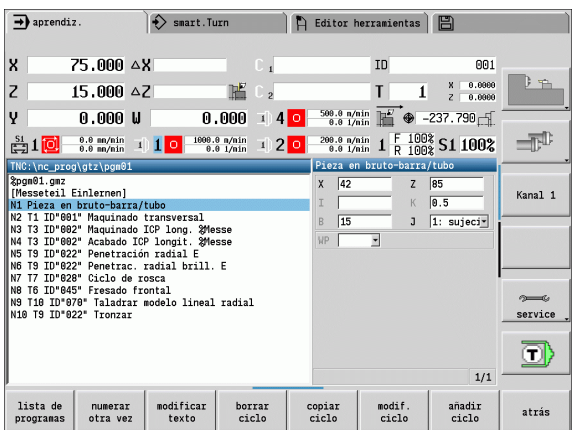 aprendiz. smart.Turn Editor herramientas
X 75.000 ΔX C 1 ID 001
Z 15.000 ΔZ C 2 T 1 X 0.0000 Z 0.0000
Y 0.000 W 0.000 4 500.0 m/min 0.0 1/min -237.790
S1 1 0.0 m/min 0.0 1/min 1 1000.0 m/min 0.0 1/min 2 200.0 m/min 0.0 1/min 1 F 100% R 100% S1 100%
TNC:\nc_prog\gtz\pgm01 Pieza en bruto-barra/tubo
%pgm01.gmz
[Messeteil Einlernen]
N1 Pieza en bruto-barra/tubo
N2 T1 ID"001" Maquinado transversal
N3 T3 ID"002" Maquinado ICP long. %Messe
N4 T3 ID"002" Acabado ICP longit. %Messe
N5 T9 ID"022" Penetración radial E
N6 T9 ID"022" Penetrac. radial brill. E
N7 T7 ID"028" Ciclo de rosca
N8 T6 ID"045" Fresado frontal
N9 T10 ID"070" Taladrar modelo lineal radial
N10 T9 ID"022" Tronzar
X 42 Z 85
I K 0.5
B 15 J 1: sujeci
WP
1/1
Kanal 1
service
T
lista de programas
numerar otra vez
modificar texto
borrar ciclo
copiar ciclo
modif. ciclo
añadir ciclo
atrás